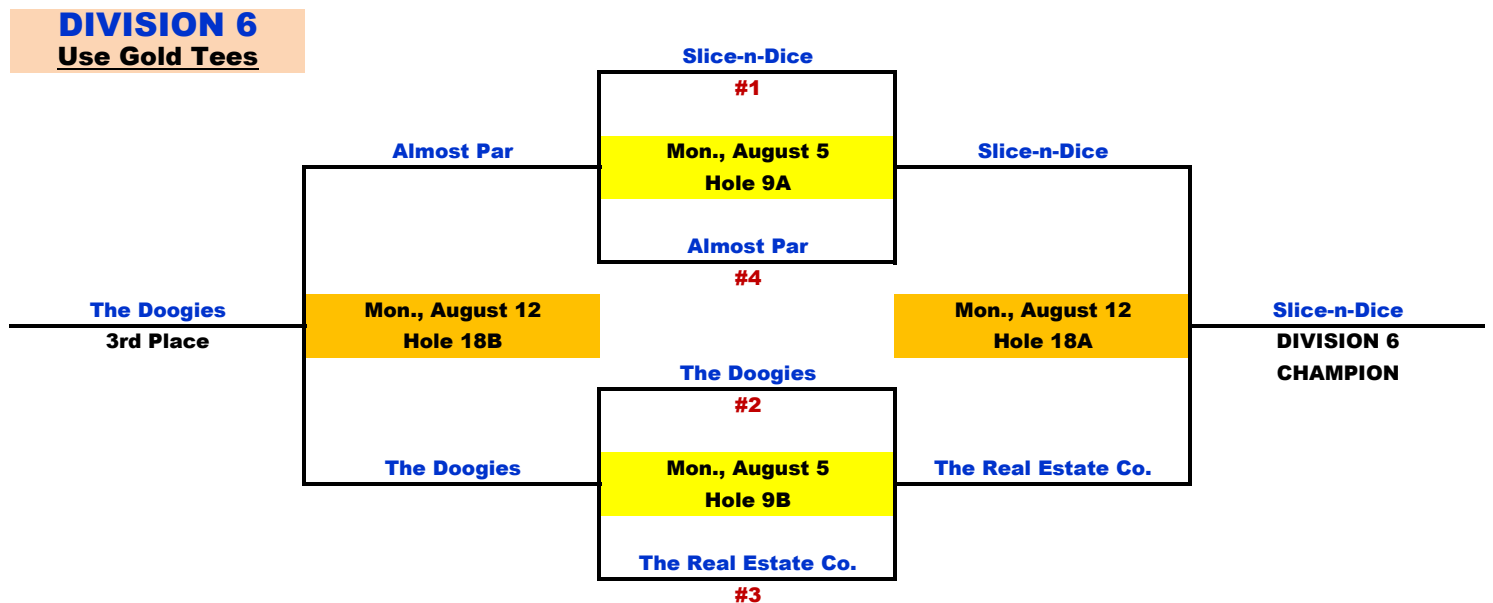 DIVISION 6
Use Gold Tees
Slice-n-Dice
#1
Almost Par
Mon., August 5
Slice-n-Dice
Hole 9A
Almost Par
#4
The Doogies
Mon., August 12
Mon., August 12
Slice-n-Dice
3rd Place
Hole 18B
Hole 18A
DIVISION 6
The Doogies
CHAMPION
#2
The Doogies
Mon., August 5
The Real Estate Co.
Hole 9B
The Real Estate Co.
#3